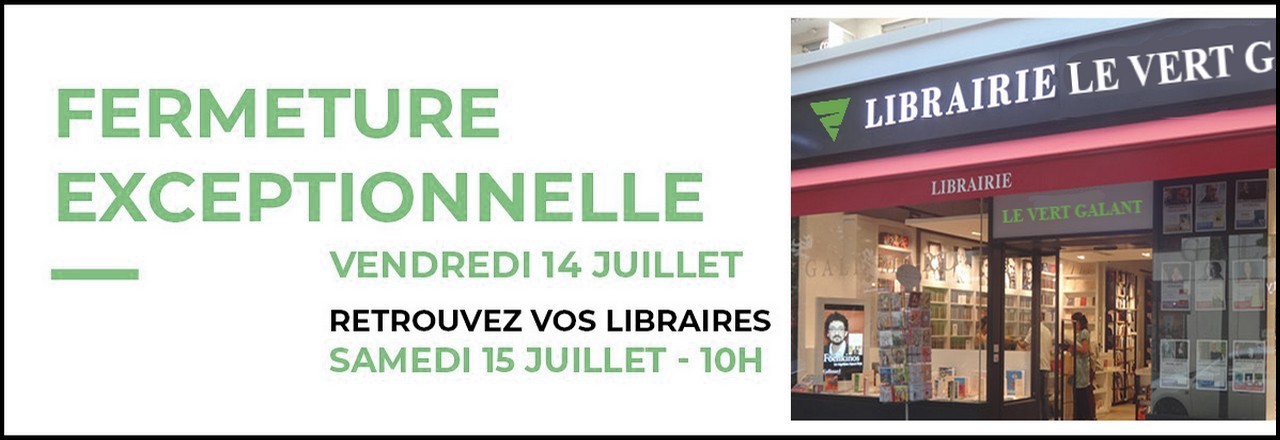 FERMETURE
EXCEPTIONNELLE
VENDREDI 14 JUILLET
RETROUVEZ VOS LIBRAIRES
SAMEDI 15 JUILLET - 10H
LIBRAIRIE LE VERT G
LIBRAIRIE
LE VERT GALANT
Foenkinos